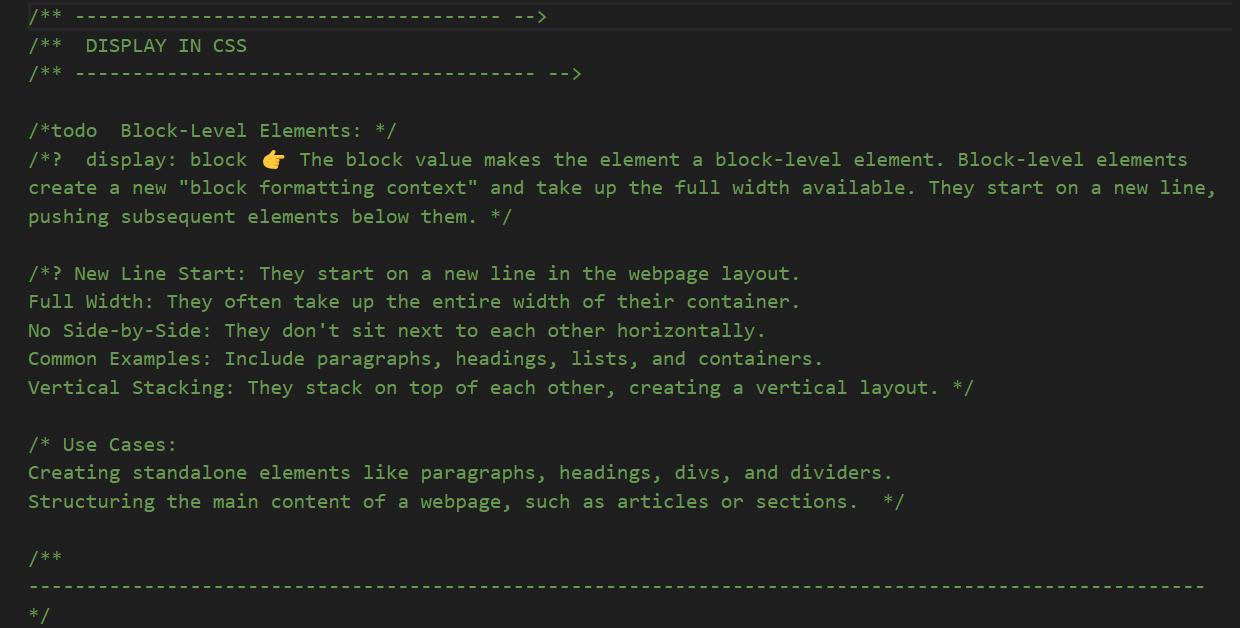 /** ------------------------------------- -->
/**  DISPLAY IN CSS
/** ---------------------------------------- -->
/*todo  Block-Level Elements: */
/*?  display: block 👉 The block value makes the element a block-level element. Block-level elements
create a new "block formatting context" and take up the full width available. They start on a new line,
pushing subsequent elements below them. */
/*? New Line Start: They start on a new line in the webpage layout.
Full Width: They often take up the entire width of their container.
No Side-by-Side: They don't sit next to each other horizontally.
Common Examples: Include paragraphs, headings, lists, and containers.
Vertical Stacking: They stack on top of each other, creating a vertical layout. */
/* Use Cases:
Creating standalone elements like paragraphs, headings, divs, and dividers.
Structuring the main content of a webpage, such as articles or sections.  */
/**
------------------------------------------------------------------------------------------------------
*/